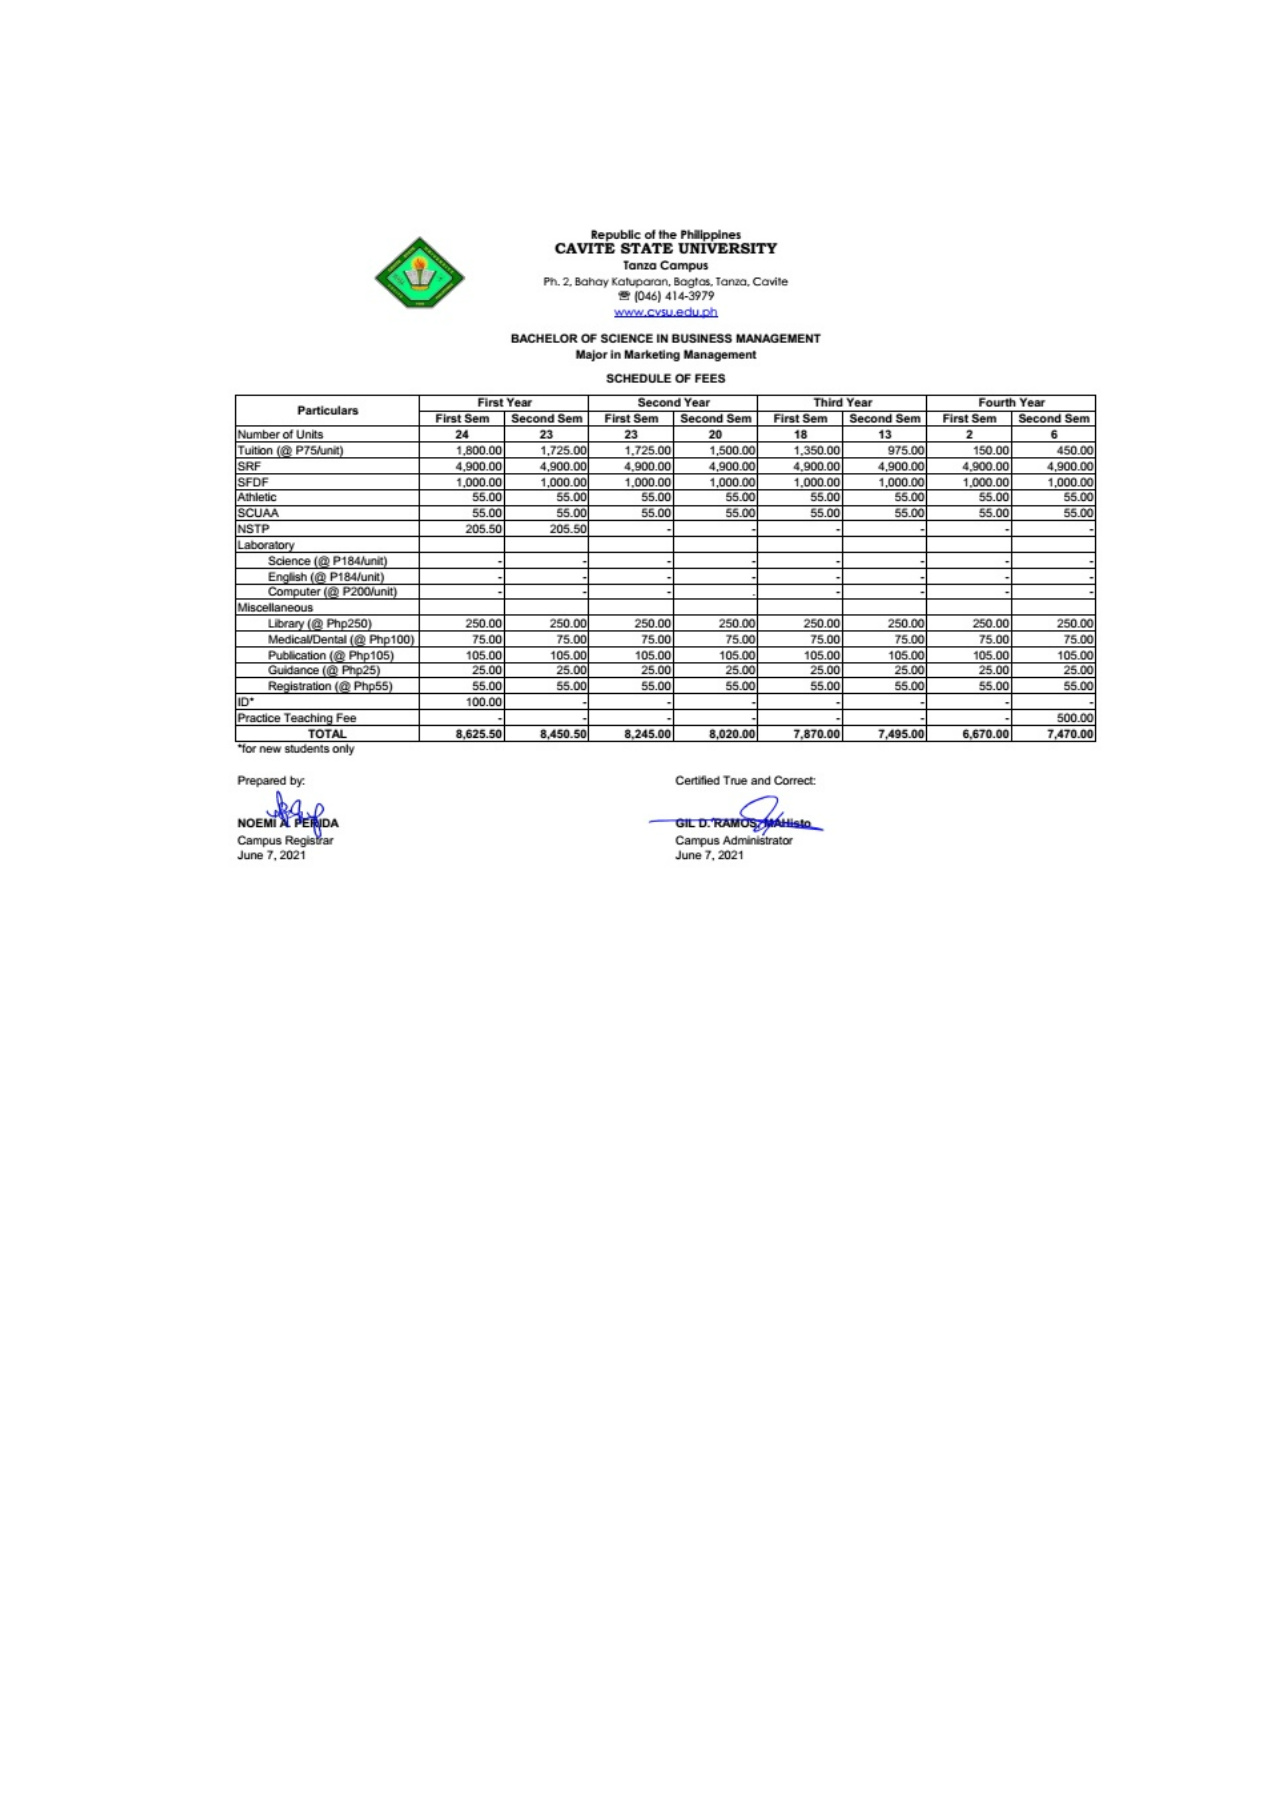 Republic of the Philippines
CAVITE STATE UNIVERSITY
Tanza Campus
Ph. 2, Bahay Katuparan, Bagtas, Tanza, Cavite
☏ (046) 414-3979
www.cvsu.edu.ph
BACHELOR OF SCIENCE IN BUSINESS MANAGEMENT
Major in Marketing Management
SCHEDULE OF FEES
Particulars First Year Second Year Third Year Fourth Year
First Sem Second Sem First Sem Second Sem First Sem Second Sem First Sem Second Sem
Number of Units 24 23 23 20 18 13 2 6
Tuition (@ P75/unit) 1,800.00 1,725.00 1,725.00 1,500.00 1,350.00 975.00 150.00 450.00
SRF 4,900.00 4,900.00 4,900.00 4,900.00 4,900.00 4,900.00 4,900.00 4,900.00
SFDF 1,000.00 1,000.00 1,000.00 1,000.00 1,000.00 1,000.00 1,000.00 1,000.00
Athletic 55.00 55.00 55.00 55.00 55.00 55.00 55.00 55.00
SCUAA 55.00 55.00 55.00 55.00 55.00 55.00 55.00 55.00
NSTP 205.50 205.50 - - - - - -
Laboratory
Science (@ P184/unit) - - - - - - - -
English (@ P184/unit) - - - - - - - -
Computer (@ P200/unit) - - - . - - - -
Miscellaneous
Library (@ Php250) 250.00 250.00 250.00 250.00 250.00 250.00 250.00 250.00
Medical/Dental (@ Php100) 75.00 75.00 75.00 75.00 75.00 75.00 75.00 75.00
Publication (@ Php105) 105.00 105.00 105.00 105.00 105.00 105.00 105.00 105.00
Guidance (@ Php25) 25.00 25.00 25.00 25.00 25.00 25.00 25.00 25.00
Registration (@ Php55) 55.00 55.00 55.00 55.00 55.00 55.00 55.00 55.00
ID* 100.00 - - - - - - -
Practice Teaching Fee - - - - - - - 500.00
TOTAL 8,625.50 8,450.50 8,245.00 8,020.00 7,870.00 7,495.00 6,670.00 7,470.00
*for new students only
Prepared by: Certified True and Correct:
NOEMI A. PERIDA GIL D. RAMOS, MAHisto
Campus Registrar Campus Administrator
June 7, 2021 June 7, 2021